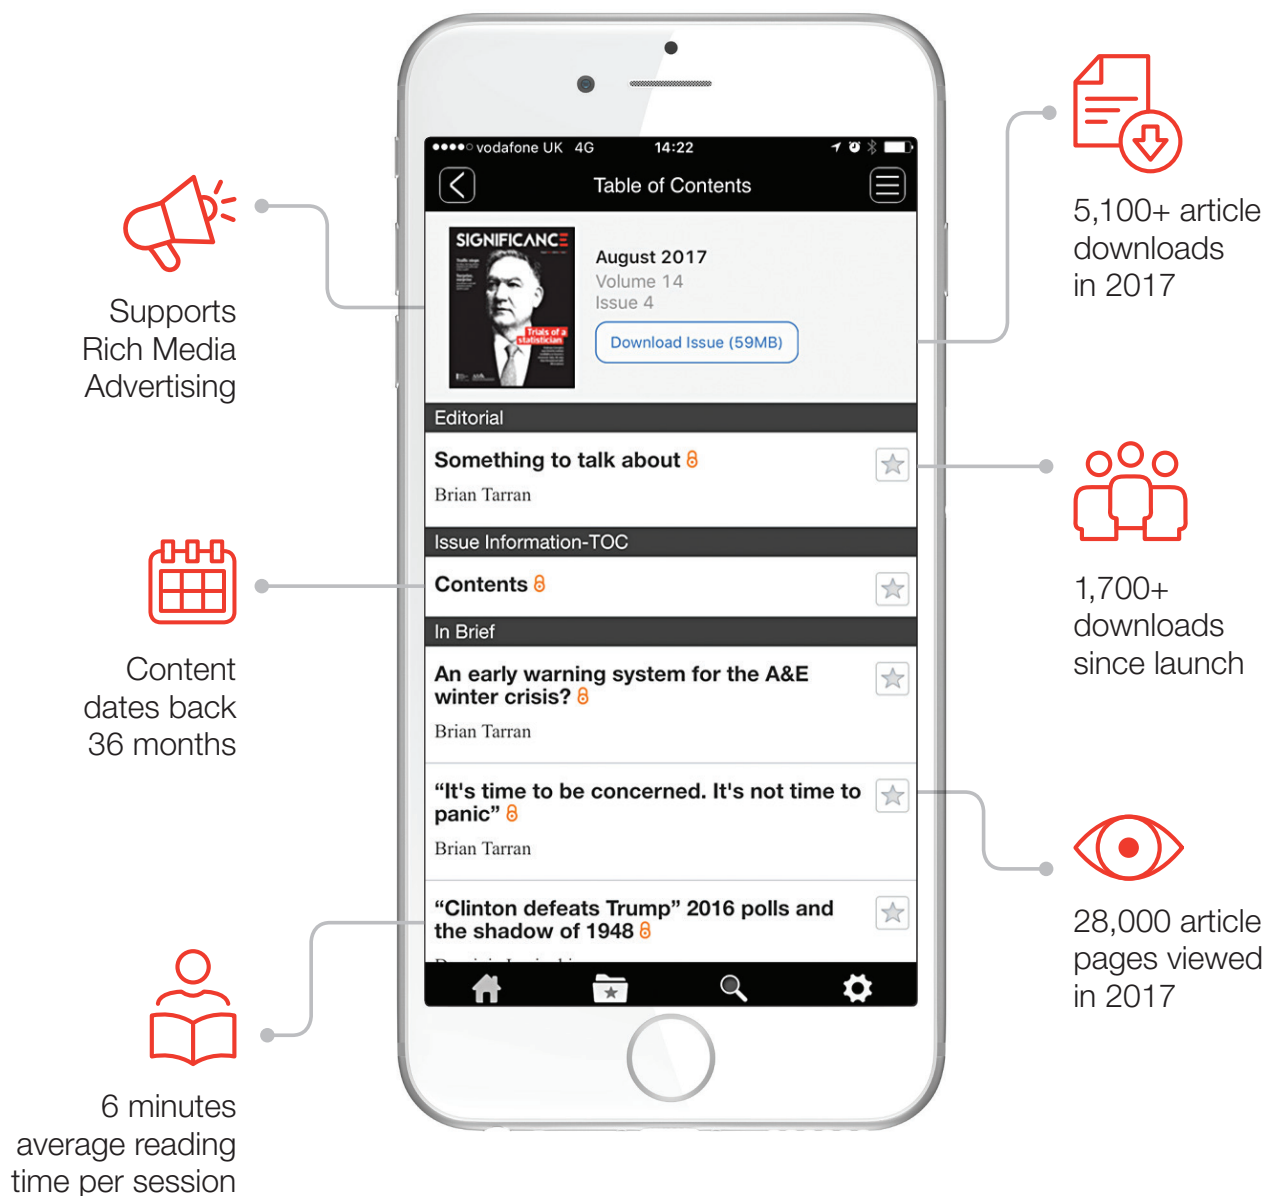 vodafone UK 4G 14:22
Table of Contents
SIGNIFICANCE
Trials of a
statistician
August 2017
Volume 14
Issue 4
Download Issue (59MB)
Editorial
Something to talk about
Brian Tarran
Issue Information-TOC
Contents
In Brief
An early warning system for the A&E
winter crisis?
Brian Tarran
“It's time to be concerned. It's not time to
panic”
Brian Tarran
“Clinton defeats Trump” 2016 polls and
the shadow of 1948
Supports
Rich Media
Advertising
Content
dates back
36 months
6 minutes
average reading
time per session
5,100+ article
downloads
in 2017
1,700+
downloads
since launch
28,000 article
pages viewed
in 2017